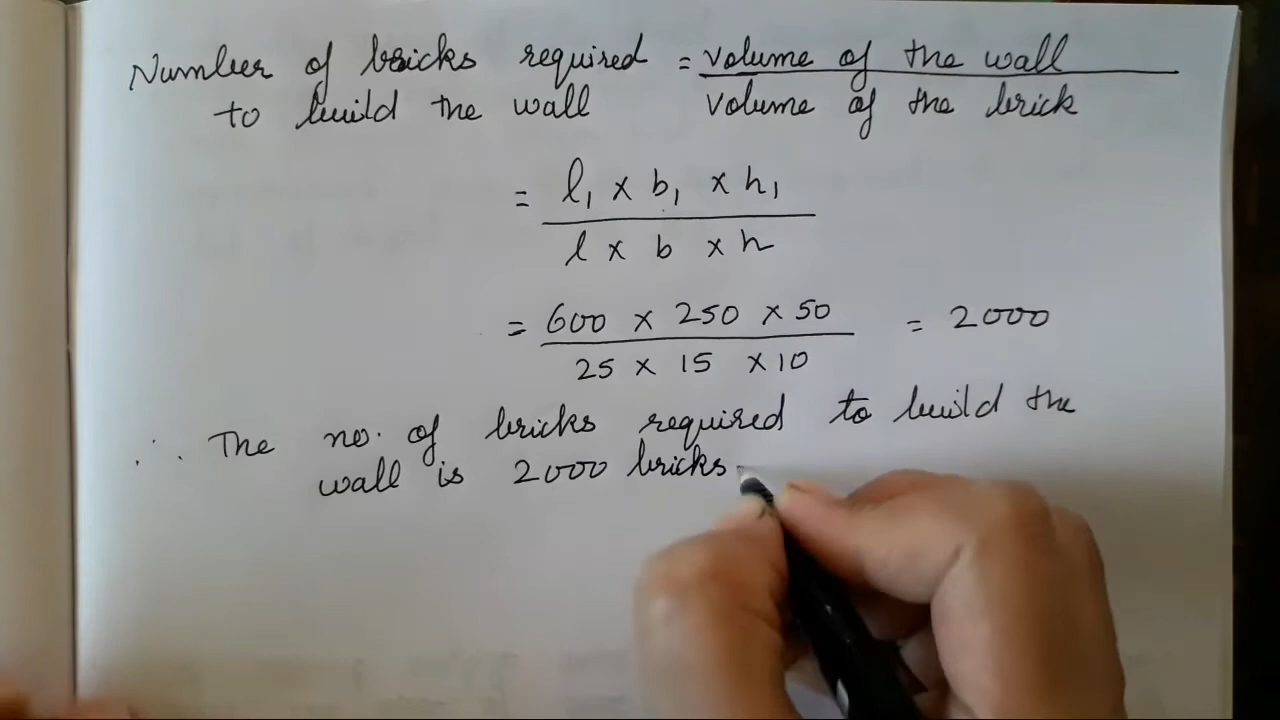 Number of bricks required = volume of the wall
to build the wall volume of the brick
= l₁ × b₁ × h₁
l × b × h
= 600 × 250 × 50 = 2000
25 × 15 × 10
∴ The no. of bricks required to build the
wall is 2000 bricks